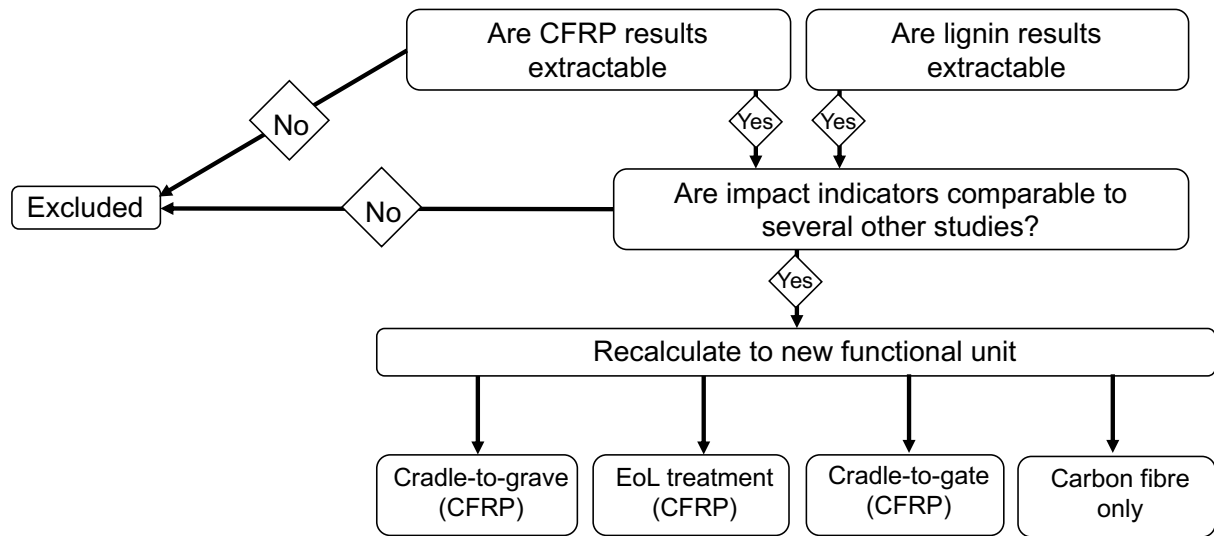 Are CFRP results
extractable
Are lignin results
extractable
No
Yes
Yes
Excluded
No
Are impact indicators comparable to
several other studies?
Yes
Recalculate to new functional unit
Cradle-to-grave
(CFRP)
EoL treatment
(CFRP)
Cradle-to-gate
(CFRP)
Carbon fibre
only